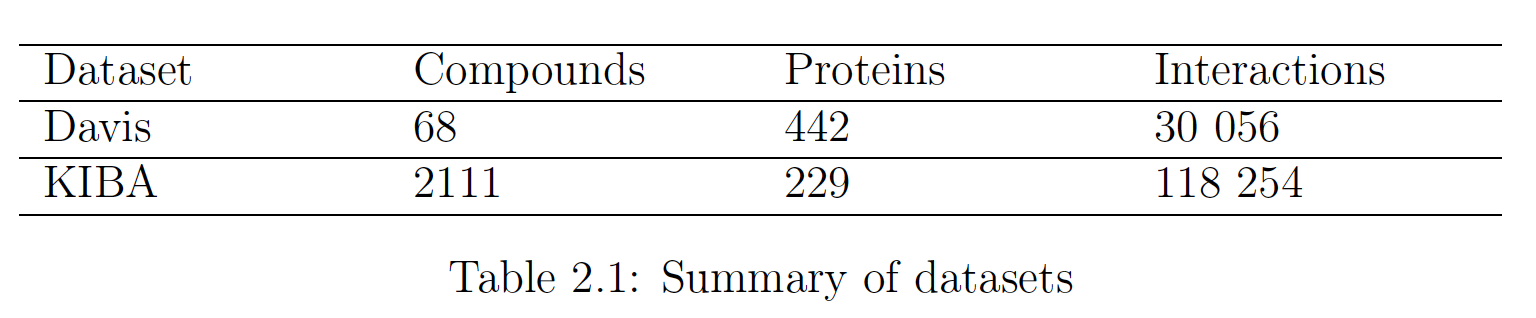 Dataset Compounds Proteins Interactions
Davis 68 442 30 056
KIBA 2111 229 118 254
Table 2.1: Summary of datasets